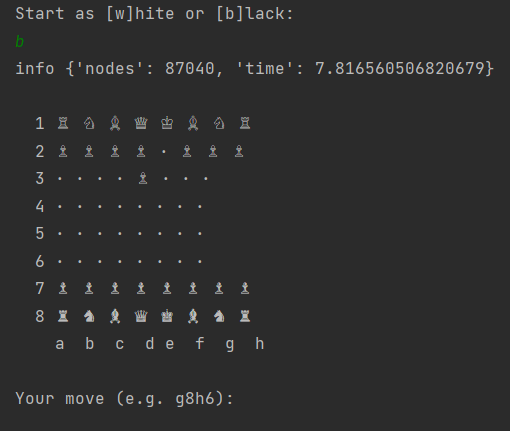 Start as [w]hite or [b]lack:
b
info {'nodes': 87040, 'time': 7.816560506820679}
1 ♖ ♘ ♗ ♕ ♔ ♗ ♘ ♖
2 ♙ ♙ ♙ ♙ · ♙ ♙ ♙
3 · · · · ♙ · · ·
4 · · · · · · · ·
5 · · · · · · · ·
6 · · · · · · · ·
7 ♟ ♟ ♟ ♟ ♟ ♟ ♟ ♟
8 ♜ ♞ ♝ ♛ ♚ ♝ ♞ ♜
a b c d e f g h
Your move (e.g. g8h6):